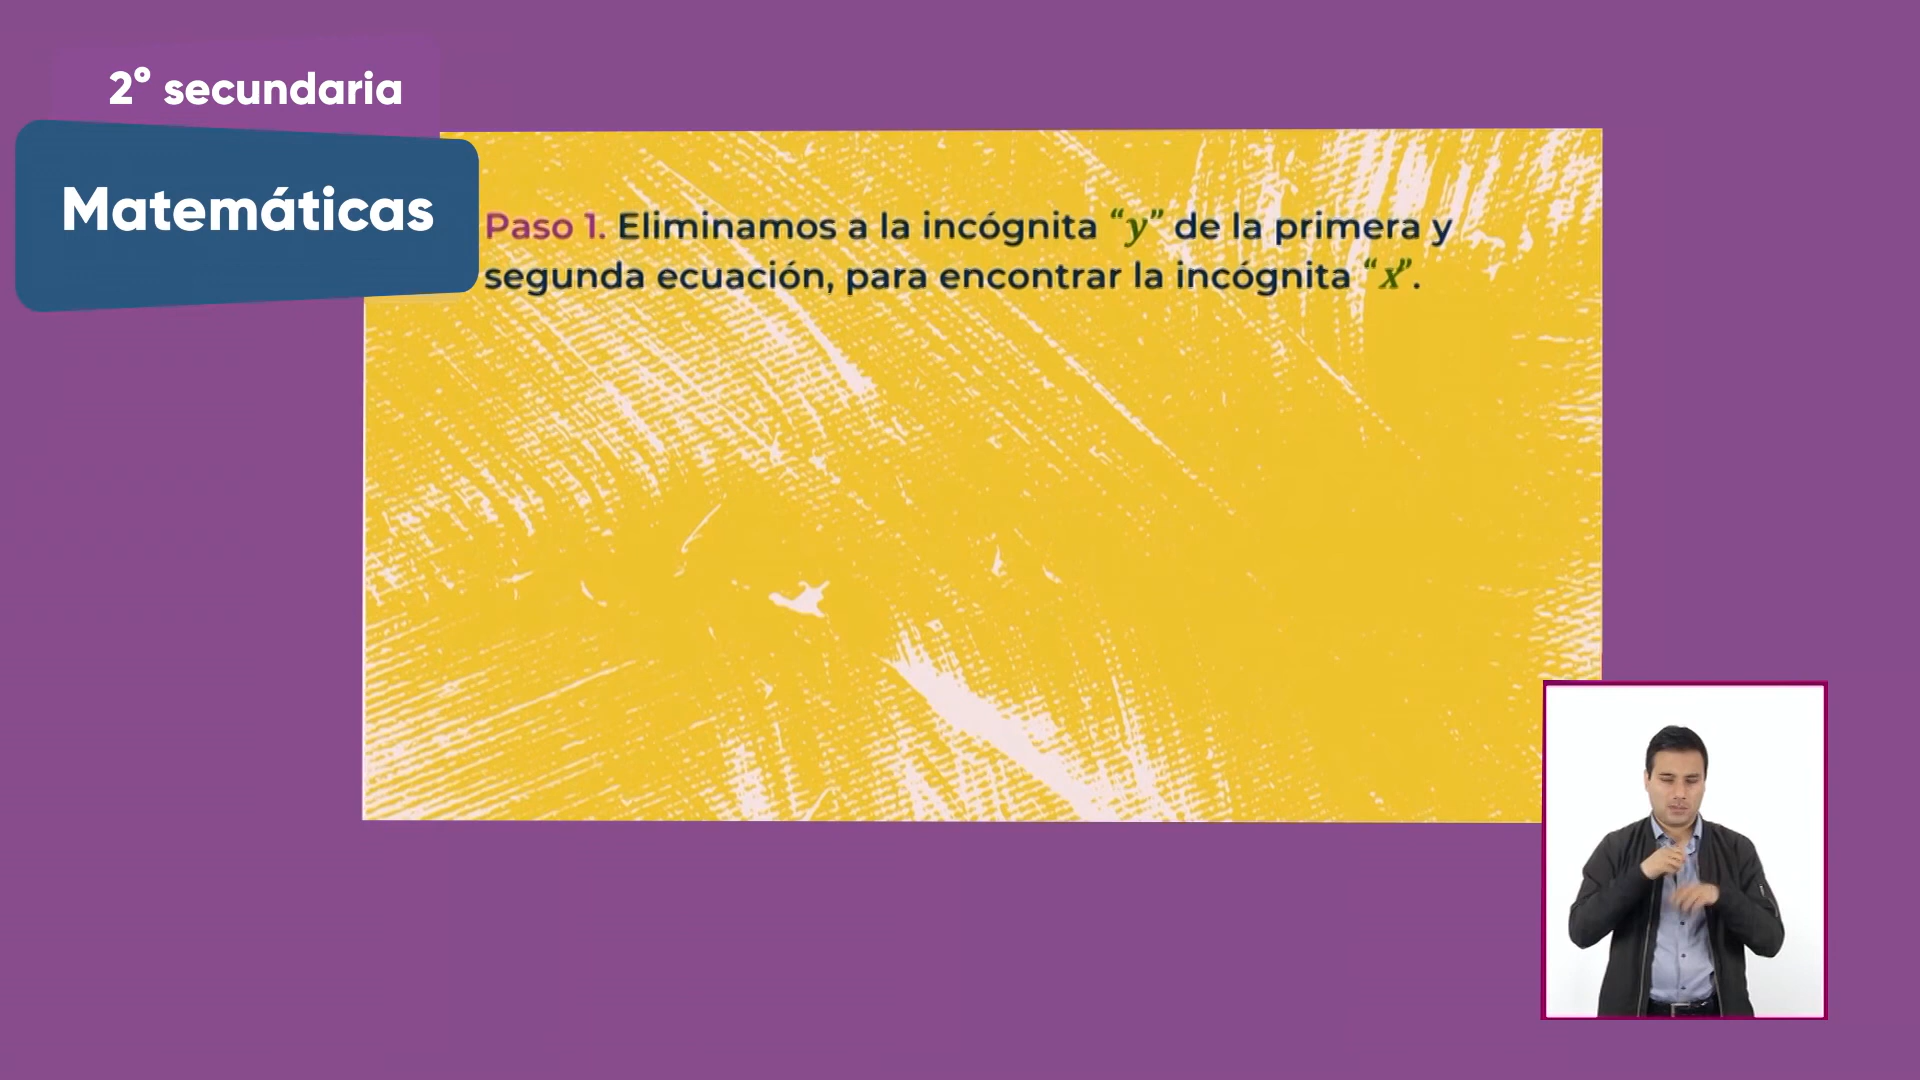 2° secundaria
Matemáticas
Paso 1. Eliminamos a la incógnita “y” de la primera y
segunda ecuación, para encontrar la incógnita “x”.